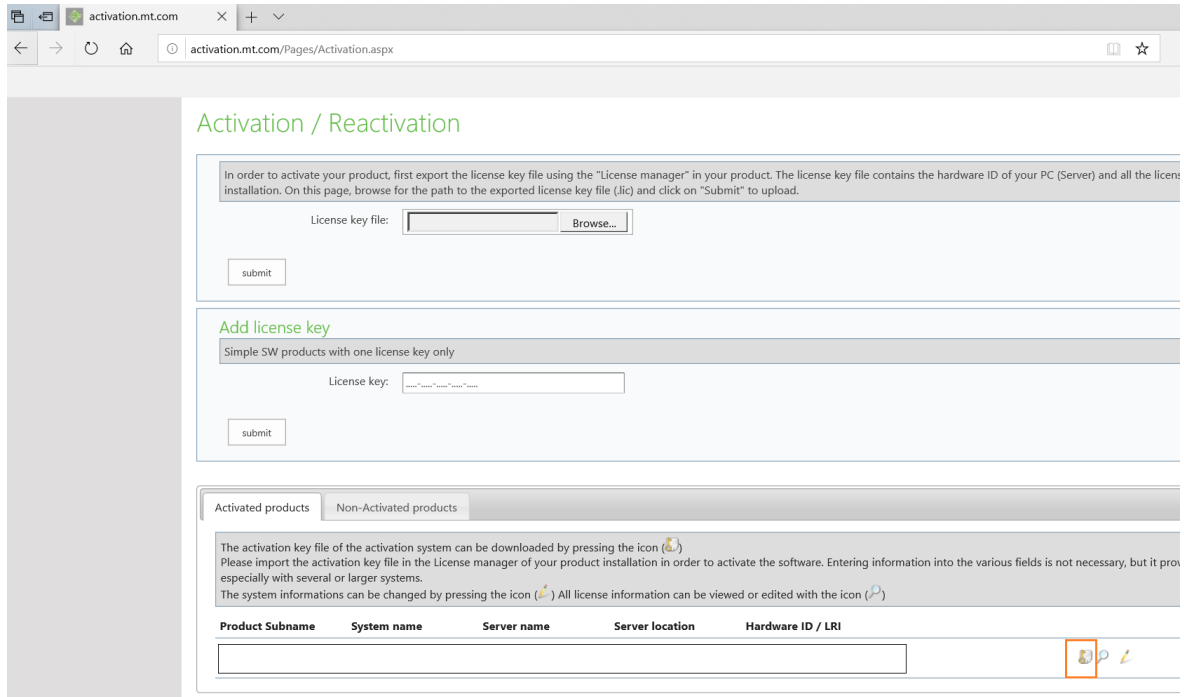 activation.mt.com
activation.mt.com/Pages/Activation.aspx
Activation / Reactivation
In order to activate your product, first export the license key file using the "License manager" in your product. The license key file contains the hardware ID of your PC (Server) and all the licens
installation. On this page, browse for the path to the exported license key file (.lic) and click on "Submit" to upload.
License key file:
Browse...
submit
Add license key
Simple SW products with one license key only
License key:
.....-.....-.....-.....-.....
submit
Activated products
Non-Activated products
The activation key file of the activation system can be downloaded by pressing the icon ( )
Please import the activation key file in the License manager of your product installation in order to activate the software. Entering information into the various fields is not necessary, but it prov
especially with several or larger systems.
The system informations can be changed by pressing the icon ( ) All license information can be viewed or edited with the icon ( )
Product Subname System name Server name Server location Hardware ID / LRI